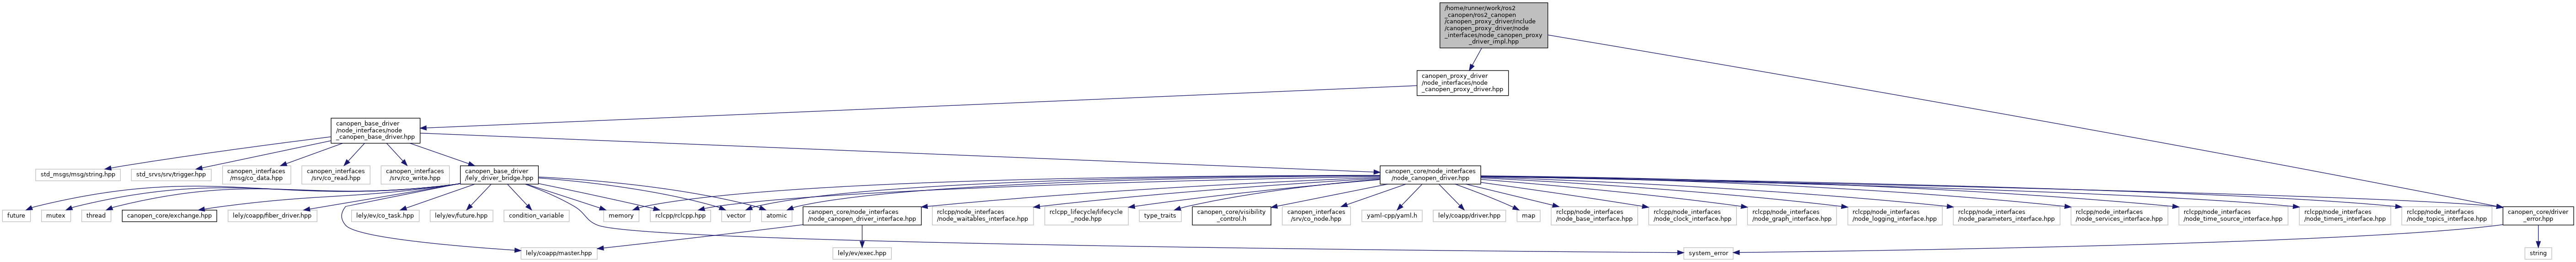 /home/runner/work/ros2
_canopen/ros2_canopen
/canopen_proxy_driver/include
/canopen_proxy_driver/node
_interfaces/node_canopen_proxy
_driver_impl.hpp
canopen_proxy_driver
/node_interfaces/node
_canopen_proxy_driver.hpp
canopen_base_driver
/node_interfaces/node
_canopen_base_driver.hpp
std_msgs/msg/string.hpp
std_srvs/srv/trigger.hpp
canopen_interfaces
/msg/co_data.hpp
canopen_interfaces
/srv/co_read.hpp
canopen_interfaces
/srv/co_write.hpp
canopen_base_driver
/lely_driver_bridge.hpp
canopen_core/node_interfaces
/node_canopen_driver.hpp
future
mutex
thread
canopen_core/exchange.hpp
lely/coapp/fiber_driver.hpp
lely/ev/co_task.hpp
lely/ev/future.hpp
condition_variable
memory
rclcpp/rclcpp.hpp
vector
atomic
canopen_core/node_interfaces
/node_canopen_driver_interface.hpp
rclcpp/node_interfaces
/node_waitables_interface.hpp
rclcpp_lifecycle/lifecycle
_node.hpp
type_traits
canopen_core/visibility
_control.h
canopen_interfaces
/srv/co_node.hpp
yaml-cpp/yaml.h
lely/coapp/driver.hpp
map
rclcpp/node_interfaces
/node_base_interface.hpp
rclcpp/node_interfaces
/node_clock_interface.hpp
rclcpp/node_interfaces
/node_graph_interface.hpp
rclcpp/node_interfaces
/node_logging_interface.hpp
rclcpp/node_interfaces
/node_parameters_interface.hpp
rclcpp/node_interfaces
/node_services_interface.hpp
rclcpp/node_interfaces
/node_time_source_interface.hpp
rclcpp/node_interfaces
/node_timers_interface.hpp
rclcpp/node_interfaces
/node_topics_interface.hpp
canopen_core/driver
_error.hpp
lely/coapp/master.hpp
lely/ev/exec.hpp
system_error
string